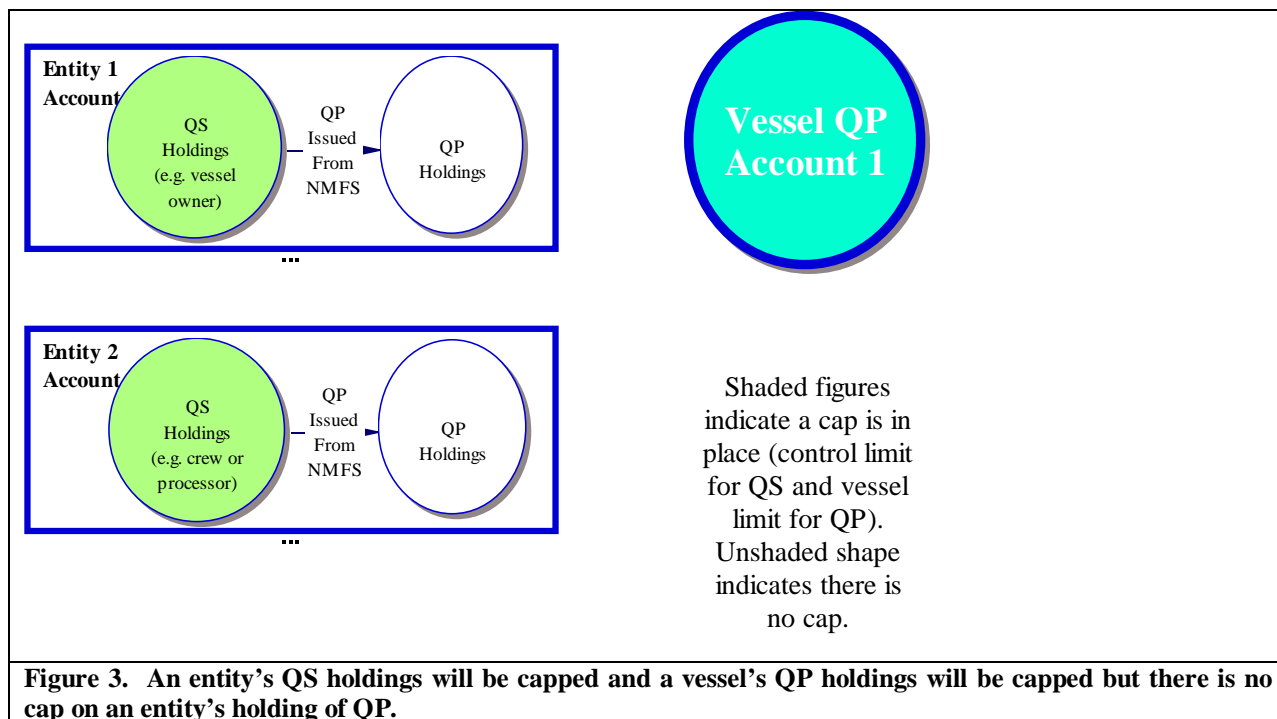 Entity 1
Account
QS
Holdings
(e.g. vessel
owner)
QP
Issued
From
NMFS
QP
Holdings
...
Vessel QP
Account 1
Entity 2
Account
QS
Holdings
(e.g. crew or
processor)
QP
Issued
From
NMFS
QP
Holdings
...
Shaded figures
indicate a cap is in
place (control limit
for QS and vessel
limit for QP).
Unshaded shape
indicates there is
no cap.
Figure 3. An entity's QS holdings will be capped and a vessel's QP holdings will be capped but there is no
cap on an entity's holding of QP.